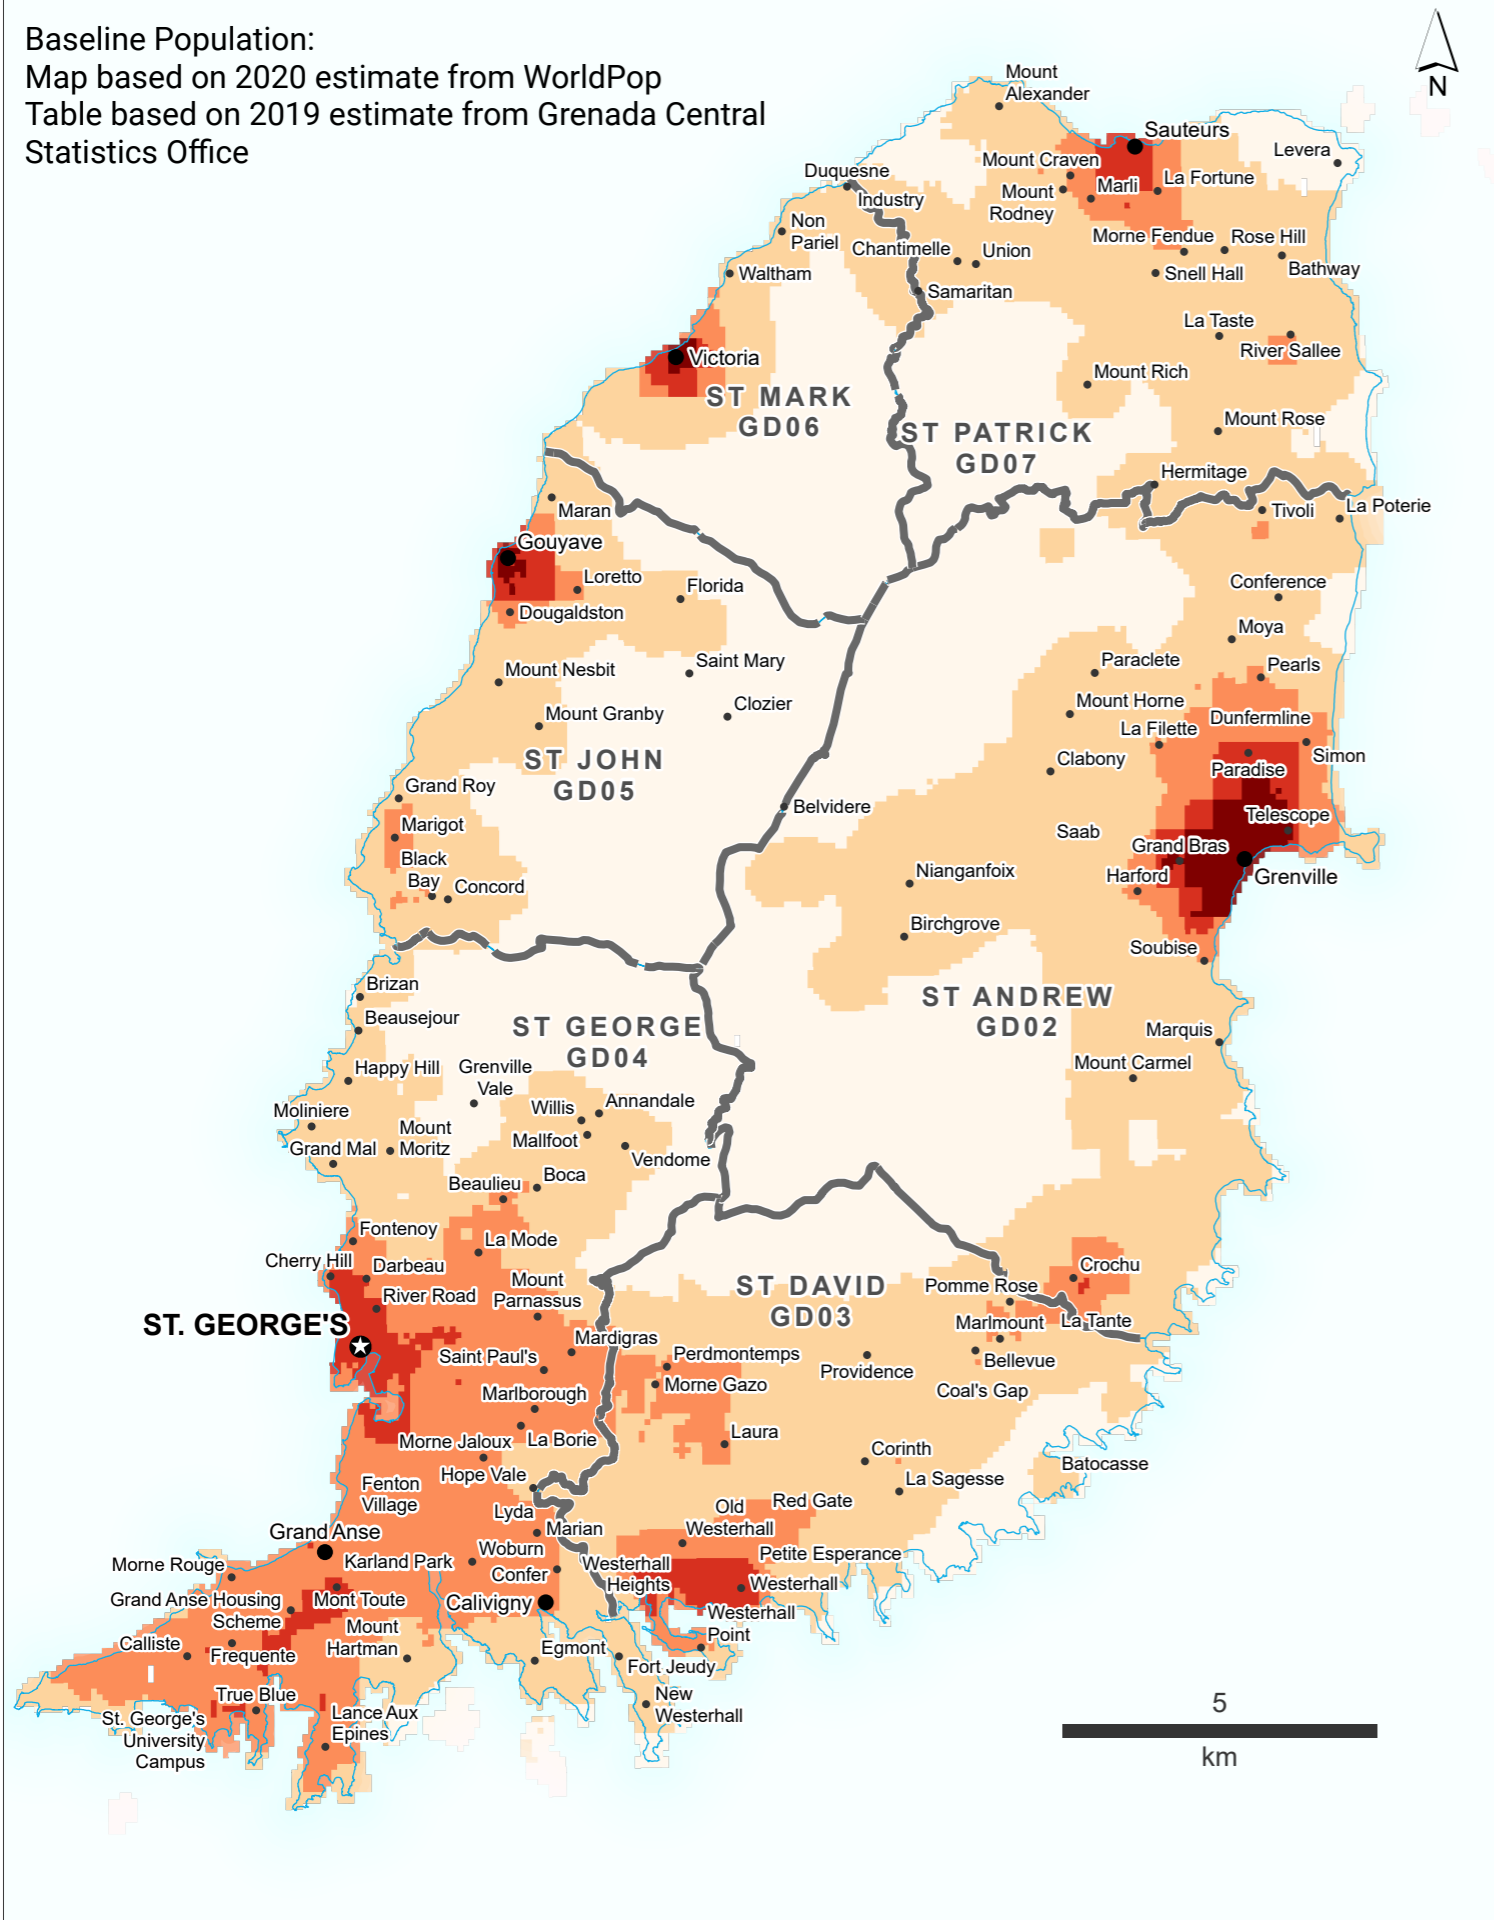 Baseline Population:
Map based on 2020 estimate from WorldPop
Table based on 2019 estimate from Grenada Central
Statistics Office
N
Mount
Alexander
Sauteurs
Levera
Mount Craven
Duquesne
Marli
La Fortune
Industry
Mount
Rodney
Non
Pariel
Morne Fendue
Rose Hill
Chantimelle
Union
Bathway
Waltham
Snell Hall
Samaritan
La Taste
River Sallee
Victoria
Mount Rich
ST MARK
GD06
Mount Rose
ST PATRICK
GD07
Hermitage
Maran
Tivoli
La Poterie
Gouyave
Loretto
Florida
Conference
Dougaldston
Moya
Mount Nesbit
Saint Mary
Paraclete
Pearls
Mount Granby
Clozier
Mount Horne
Dunfermline
La Filette
ST JOHN
GD05
Clabony
Simon
Paradise
Grand Roy
Belvidere
Telescope
Marigot
Saab
Grand Bras
Black
Bay
Concord
Nianganfoix
Harford
Grenville
Birchgrove
Soubise
Brizan
ST ANDREW
GD02
Beausejour
ST GEORGE
GD04
Marquis
Happy Hill
Grenville
Vale
Mount Carmel
Moliniere
Willis
Annandale
Mount
Moritz
Mallfoot
Grand Mal
Vendome
Beaulieu
Boca
Fontenoy
La Mode
Cherry Hill
Darbeau
Crochu
River Road
Mount
Parnassus
ST DAVID
GD03
Pomme Rose
ST. GEORGE'S
Mardigras
Marlmount
La Tante
Saint Paul's
Perdmontemps
Providence
Bellevue
Morne Gazo
Marlborough
Coal's Gap
Morne Jaloux
La Borie
Laura
Corinth
Hope Vale
La Sagesse
Batocasse
Fenton
Village
Lyda
Old
Westerhall
Red Gate
Grand Anse
Marian
Morne Rouge
Karland Park
Woburn
Confer
Westerhall
Heights
Petite Esperance
Grand Anse Housing
Scheme
Mont Toute
Calivigny
Westerhall
Calliste
Frequente
Mount
Hartman
Westerhall
Point
Egmont
Fort Jeudy
True Blue
New
Westerhall
St. George's
University
Campus
Lance Aux
Epines
5
km